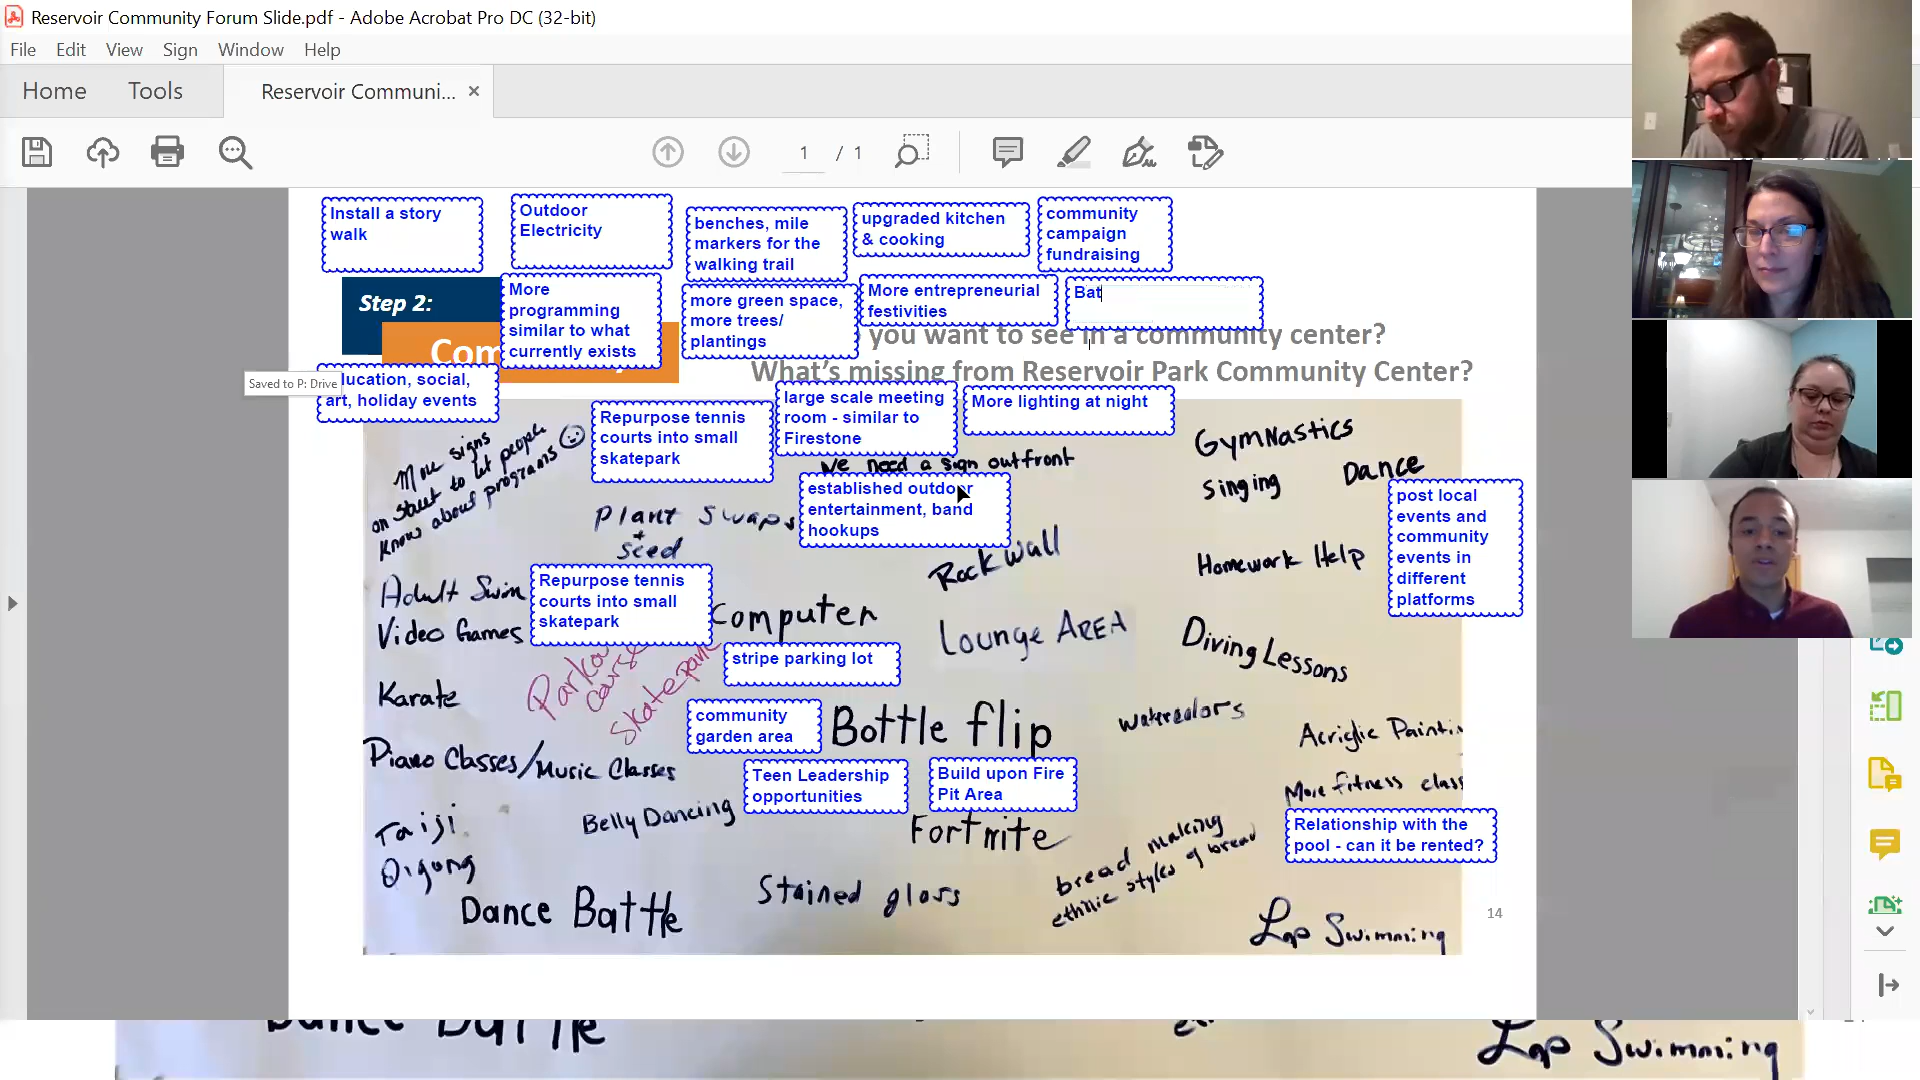 Reservoir Community Forum Slide.pdf - Adobe Acrobat Pro DC (32-bit)
File Edit View Sign Window Help
Home Tools Reservoir Communi... ×
1 / 1
Install a story
walk
Outdoor
Electricity
benches, mile
markers for the
walking trail
upgraded kitchen
& cooking
community
campaign
fundraising
Step 2:
More
programming
similar to what
currently exists
more green space,
more trees/
plantings
More entrepreneurial
festivities
Bat
Com
you want to see in a community center?
What's missing from Reservoir Park Community Center?
Saved to P: Drive
ucation, social,
art, holiday events
Repurpose tennis
courts into small
skatepark
large scale meeting
room - similar to
Firestone
More lighting at night
More signs
on street to let people
know about programs
We need a sign outfront
Gymnastics
singing
Dance
established outdoor
entertainment, band
hookups
post local
events and
community
events in
different
platforms
Plant Swaps
+
seed
Rock wall
Homework Help
Adult Swim
Video Games
Repurpose tennis
courts into small
skatepark
Computer
Lounge AREA
Diving Lessons
stripe parking lot
Karate
Parkour
course
Skatepark
community
garden area
Bottle flip
watercolors
Acrylic Paintin
Piano Classes/Music Classes
Teen Leadership
opportunities
Build upon Fire
Pit Area
More fitness class
Taiji
Qigong
Belly Dancing
Fortnite
bread making
ethnic styles of bread
Relationship with the
pool - can it be rented?
Dance Battle
Stained glass
Lap Swimming
14
Dance Battle
Lap Swimming